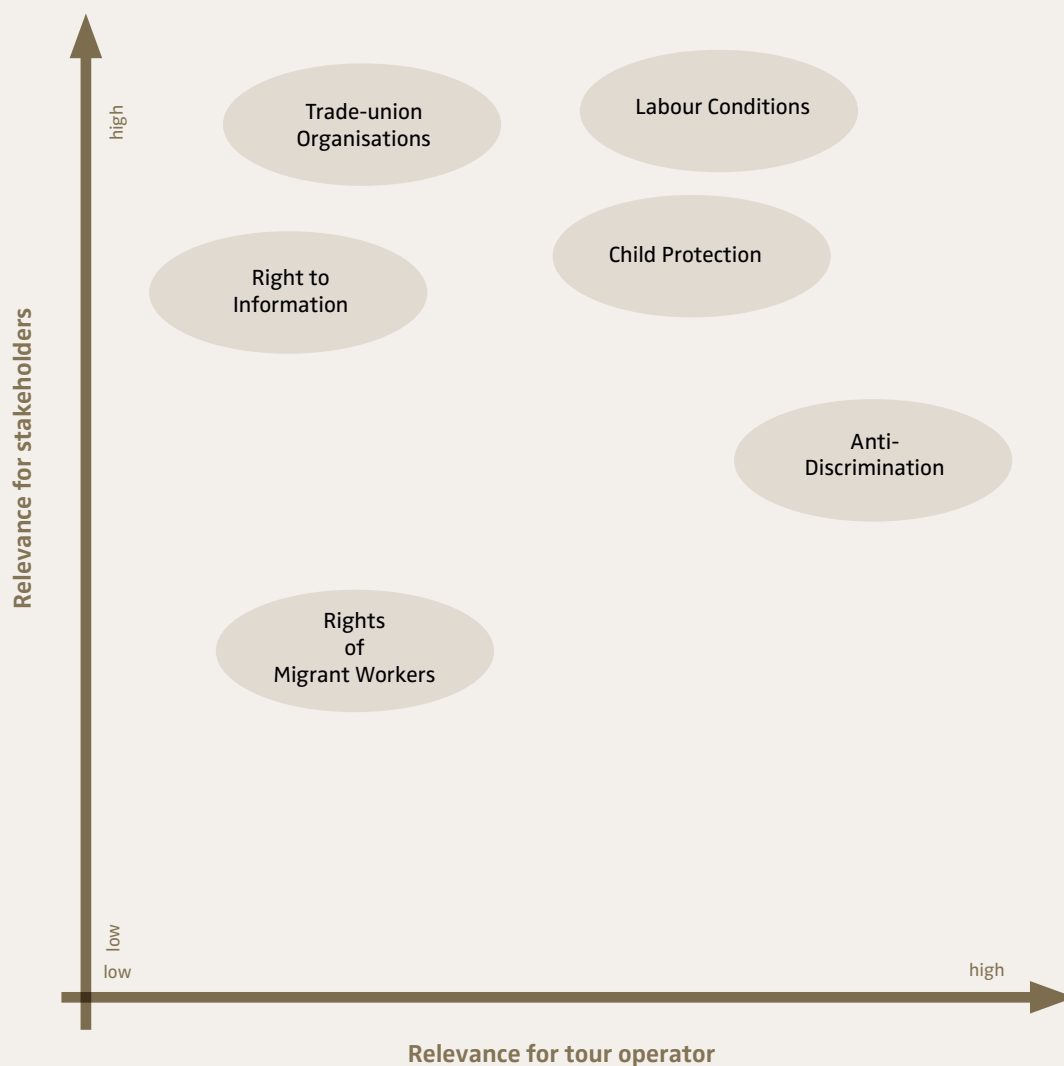 high
Trade-union
Organisations
Labour Conditions
Child Protection
Right to
Information
Relevance for stakeholders
Anti-
Discrimination
Rights
of
Migrant Workers
low
low
high
Relevance for tour operator